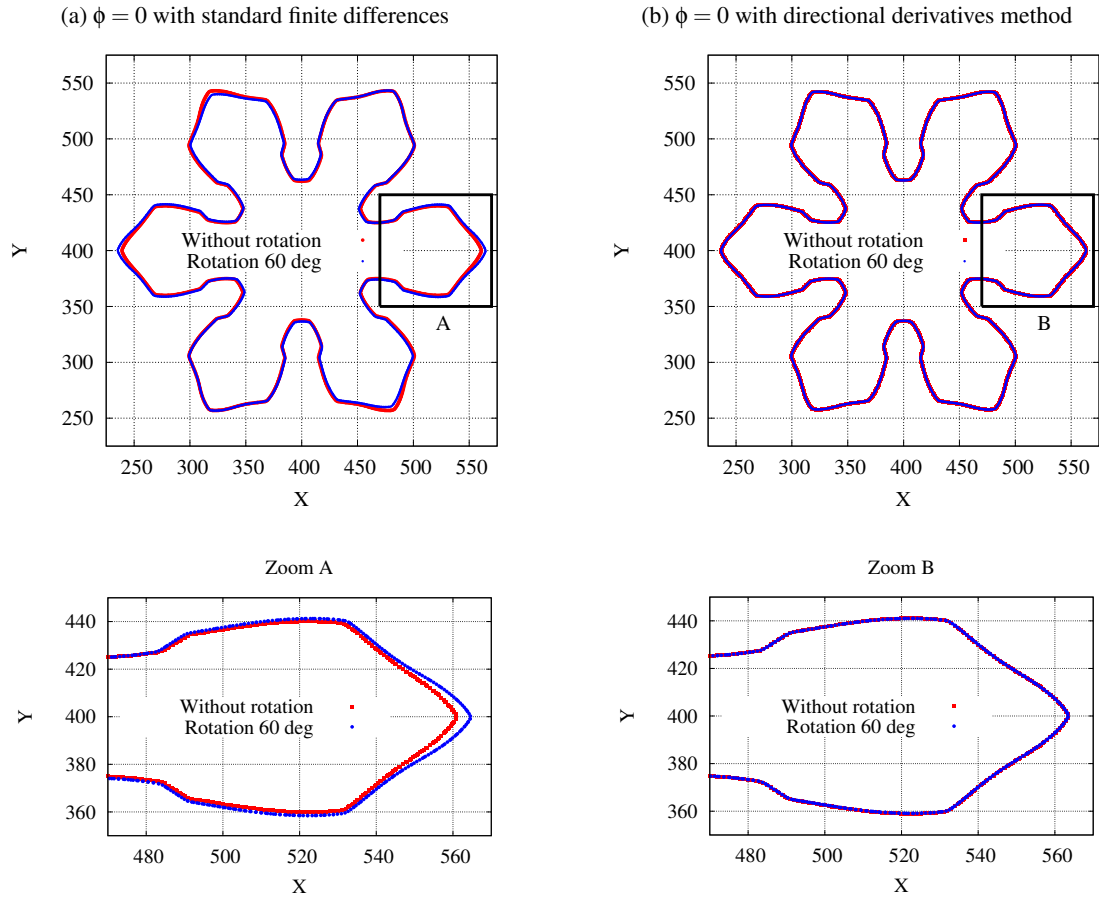 (a) ϕ = 0 with standard finite differences
550
500
450
400
350
300
250
Y
Without rotation
Rotation 60 deg
A
250 300 350 400 450 500 550
X
(b) ϕ = 0 with directional derivatives method
550
500
450
400
350
300
250
Y
Without rotation
Rotation 60 deg
B
250 300 350 400 450 500 550
X
Zoom A
440
420
400
380
360
Y
Without rotation
Rotation 60 deg
480 500 520 540 560
X
Zoom B
440
420
400
380
360
Y
Without rotation
Rotation 60 deg
480 500 520 540 560
X